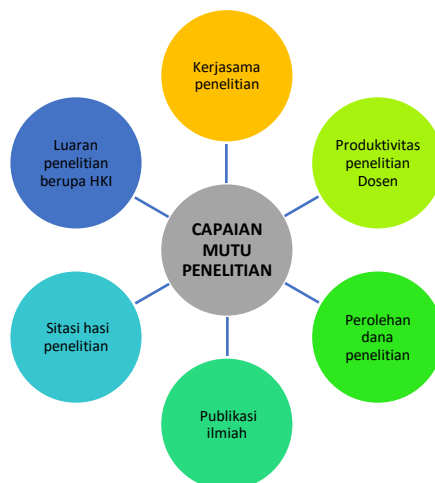 Kerjasama
penelitian
Luaran
penelitian
berupa HKI
Produktivitas
penelitian
Dosen
CAPAIAN
MUTU
PENELITIAN
Sitasi hasi
penelitian
Perolehan
dana
penelitian
Publikasi
ilmiah